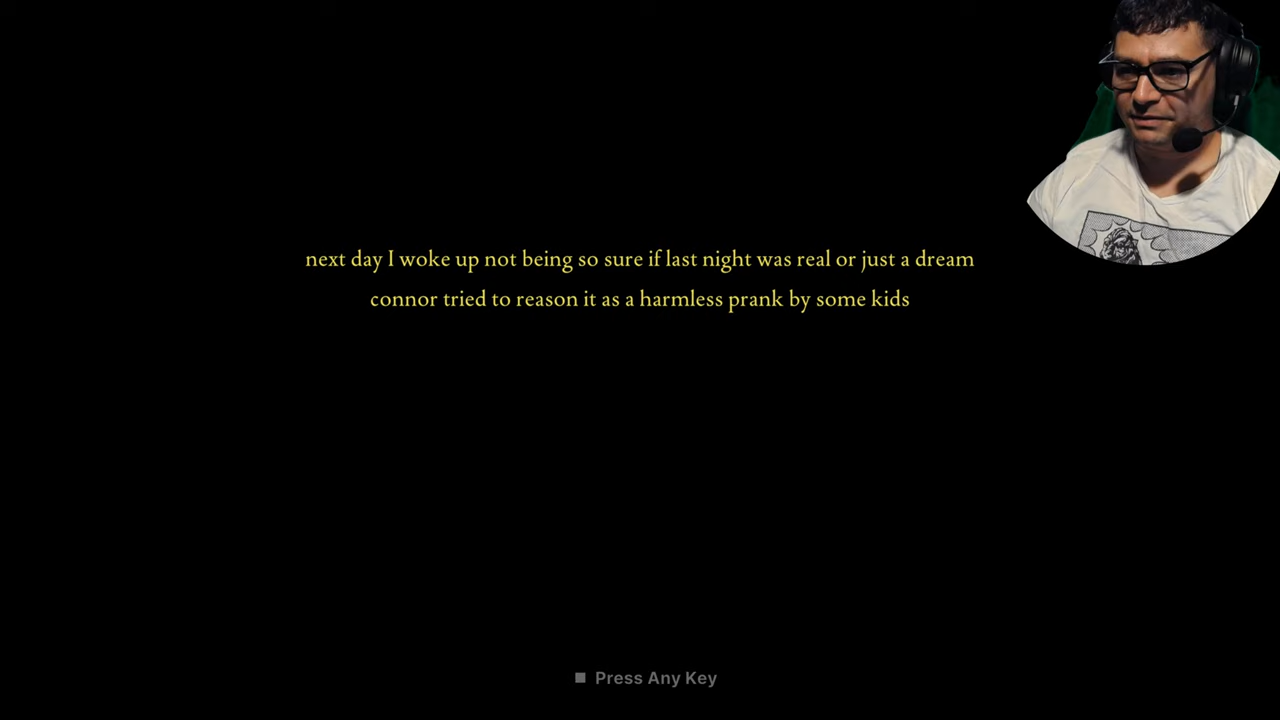 next day I woke up not being so sure if last night was real or just a dream
connor tried to reason it as a harmless prank by some kids
Press Any Key